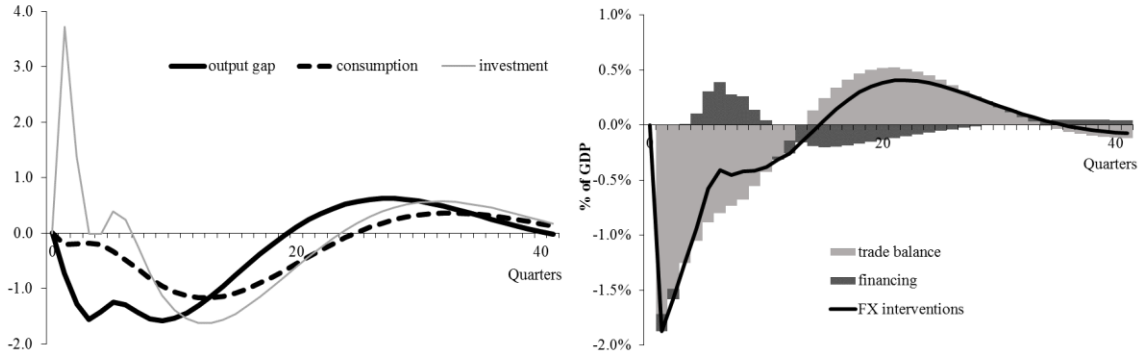 4.0
3.0
2.0
1.0
0.0
-1.0
-2.0
output gap consumption investment
0 20 40
Quarters
1.0%
0.5%
0.0%
-0.5%
-1.0%
-1.5%
-2.0%
% of GDP
0 20 40
Quarters
trade balance
financing
FX interventions